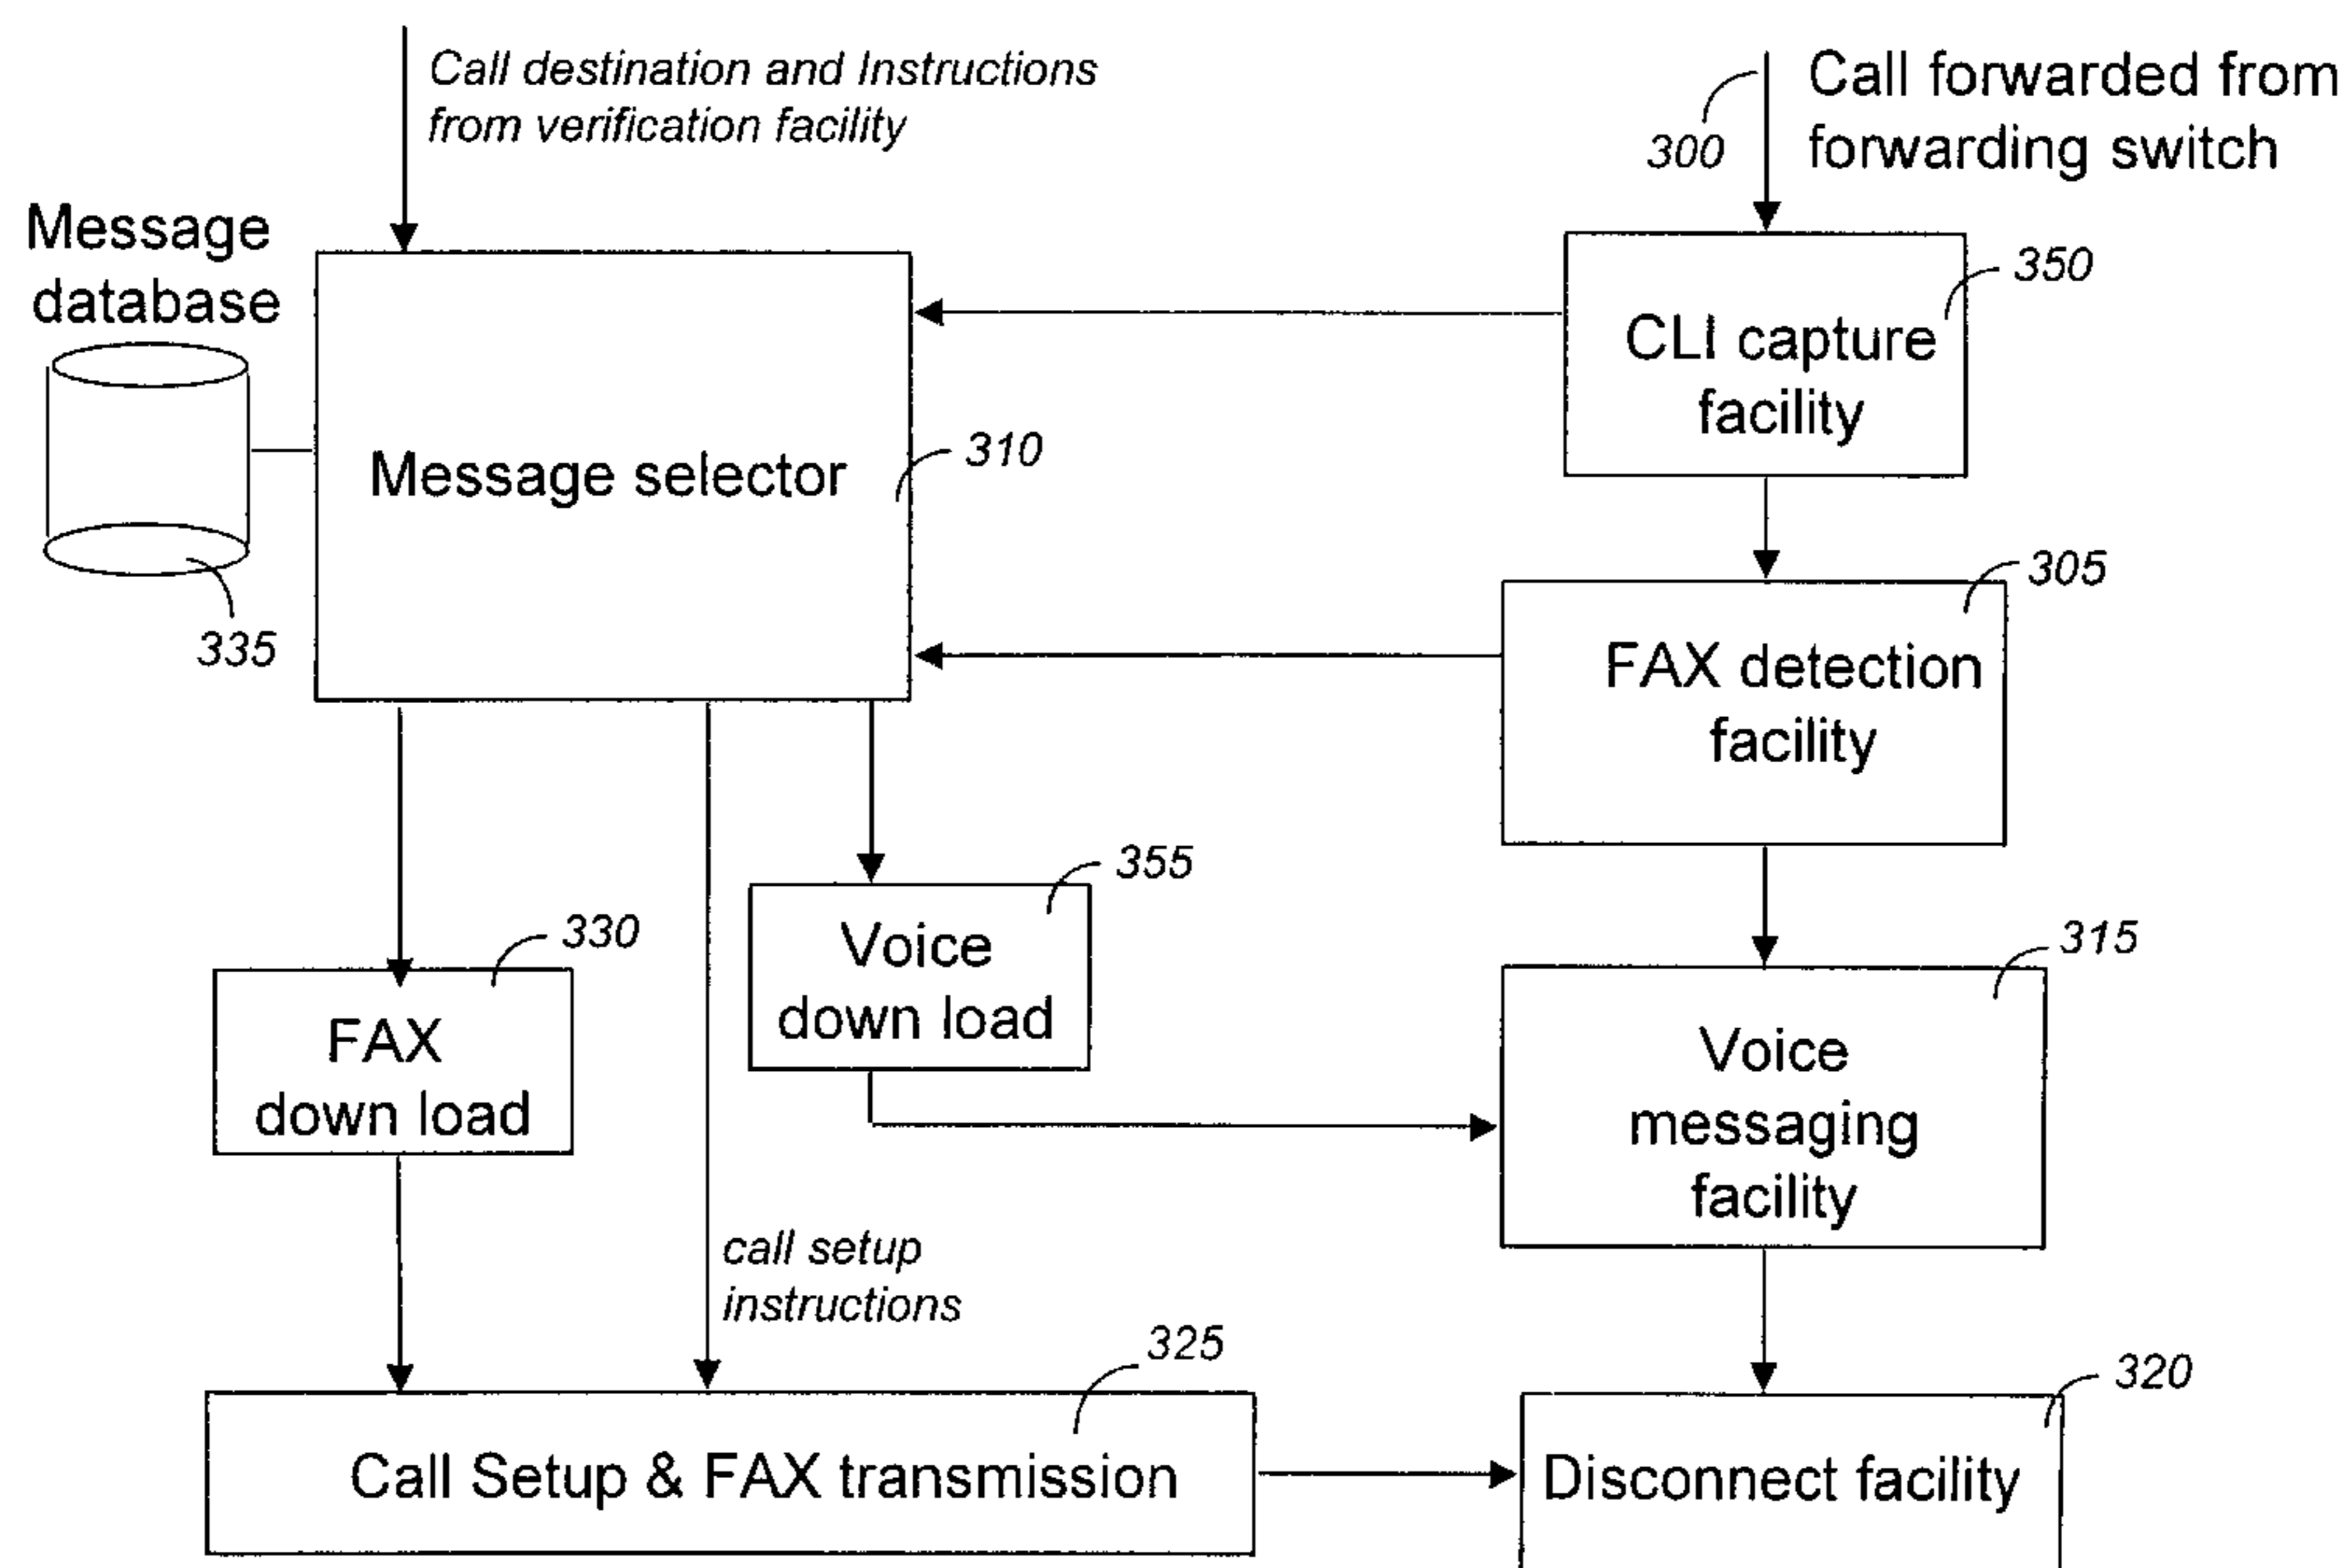 Call destination and Instructions
from verification facility
300
Call forwarded from
forwarding switch
Message
database
335
Message selector
310
CLI capture
facility
350
FAX detection
facility
305
FAX
down load
330
Voice
down load
355
Voice
messaging
facility
315
call setup
instructions
Call Setup & FAX transmission
325
Disconnect facility
320